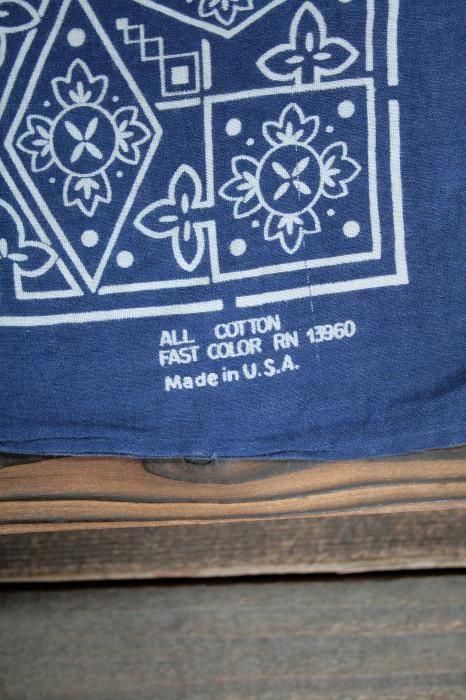 ALL COTTON
FAST COLOR RN 13960
Made in U.S.A.